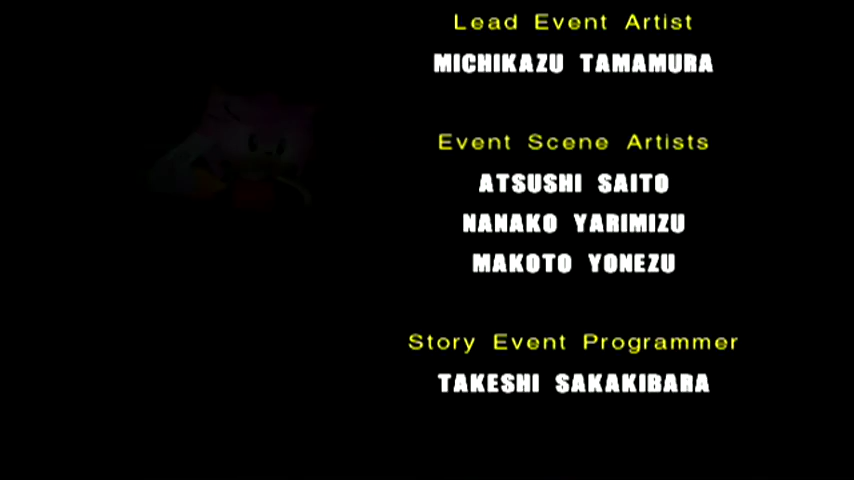 Lead Event Artist
MICHIKAZU TAMAMURA
Event Scene Artists
ATSUSHI SAITO
NANAKO YARIMIZU
MAKOTO YONEZU
Story Event Programmer
TAKESHI SAKAKIBARA